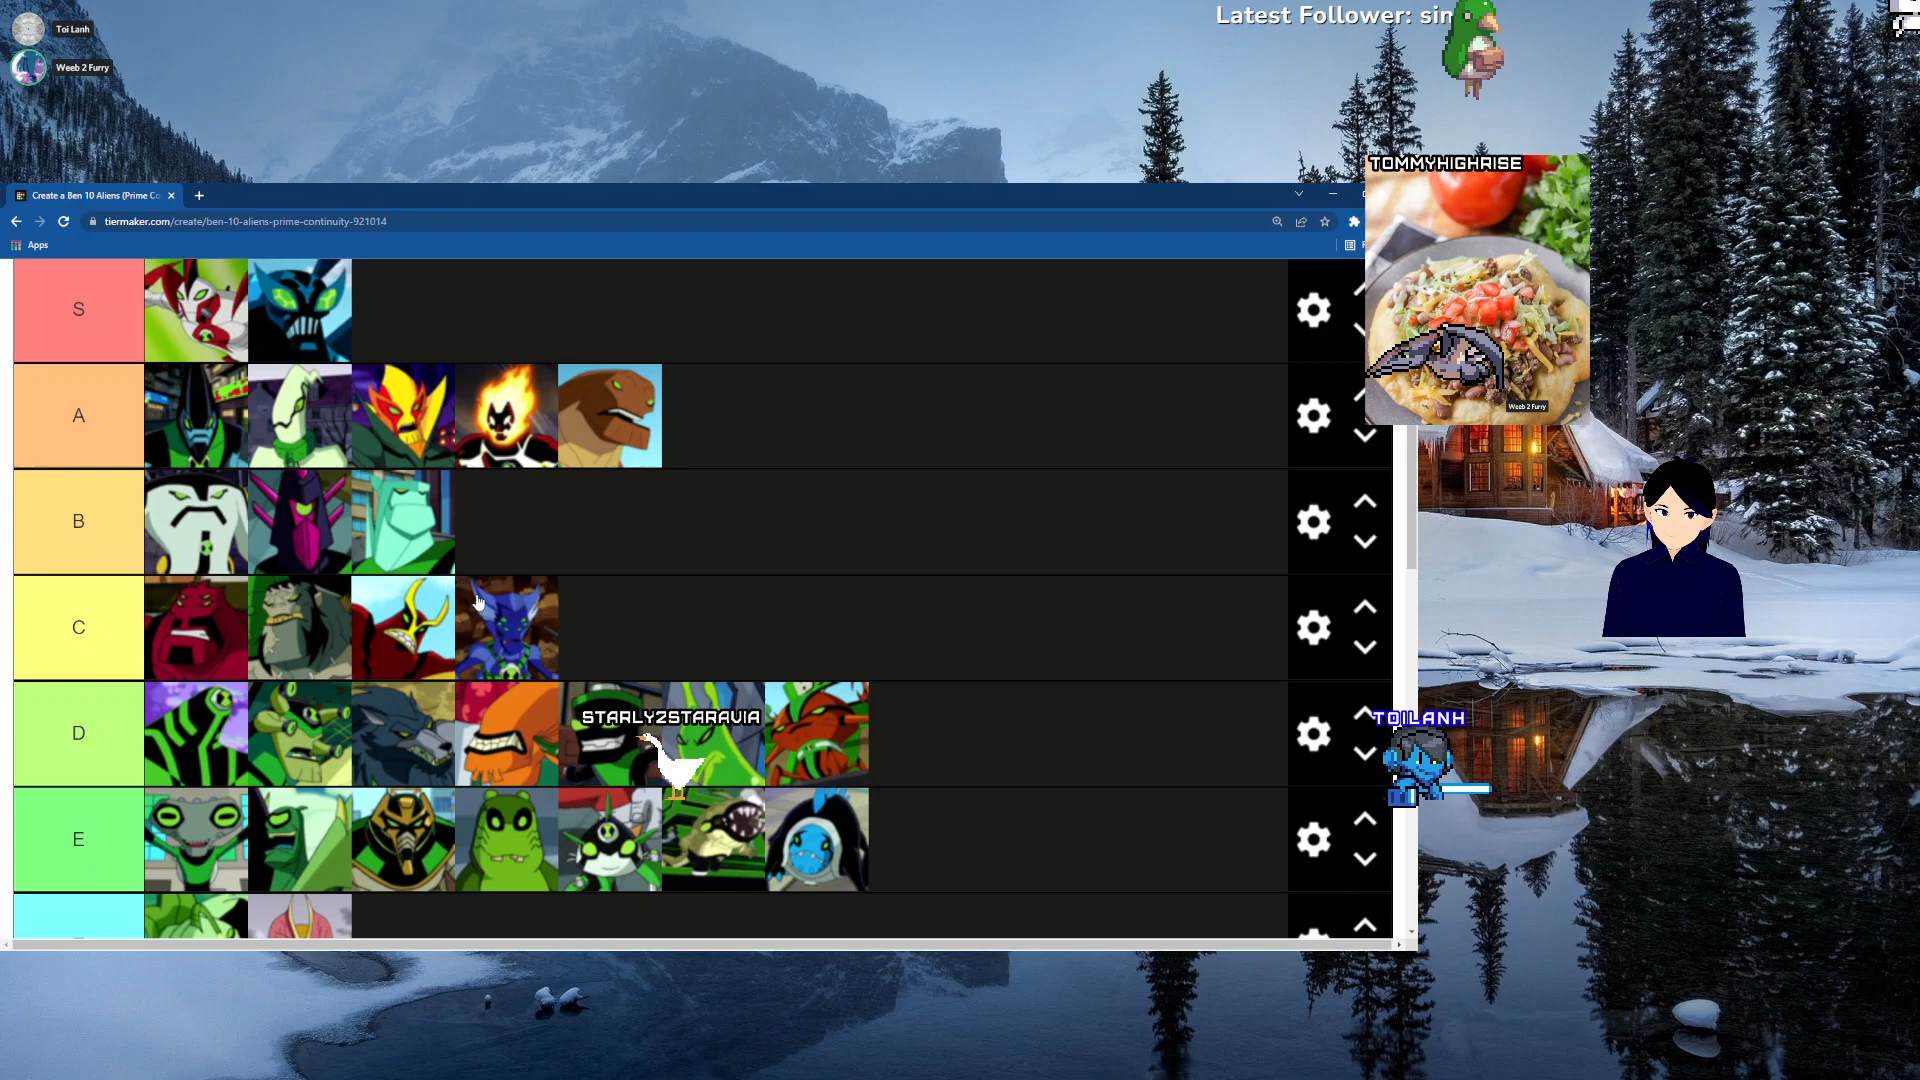 Toi Lanh
Weeb 2 Furry
Latest Follower: sin
Create a Ben 10 Aliens (Prime Co
tiermaker.com/create/ben-10-aliens-prime-continuity-921014
Apps
TOMMYHIGHRISE
Weeb 2 Furry
S
A
B
C
D
E
STARLY2STARAVIA
TOILANH